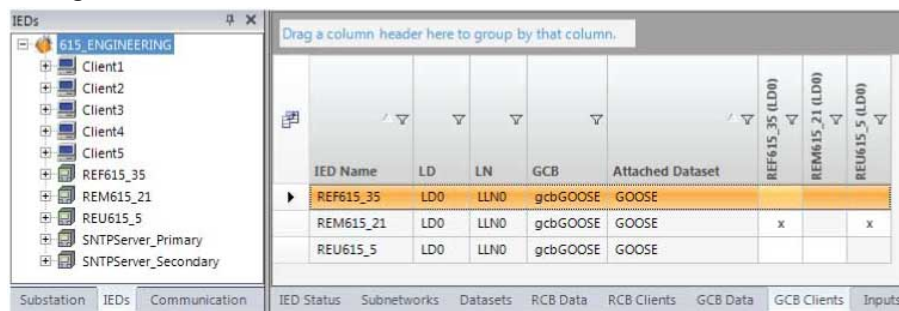 IEDs
615_ENGINEERING
Client1
Client2
Client3
Client4
Client5
REF615_35
REM615_21
REU615_5
SNTPServer_Primary
SNTPServer_Secondary
Substation IEDs Communication
Drag a column header here to group by that column.
IED Name LD LN GCB Attached Dataset REF615_35 (LD0) REM615_21 (LD0) REU615_5 (LD0)
REF615_35 LD0 LLN0 gcbGOOSE GOOSE
REM615_21 LD0 LLN0 gcbGOOSE GOOSE x x
REU615_5 LD0 LLN0 gcbGOOSE GOOSE
IED Status Subnetworks Datasets RCB Data RCB Clients GCB Data GCB Clients Inputs